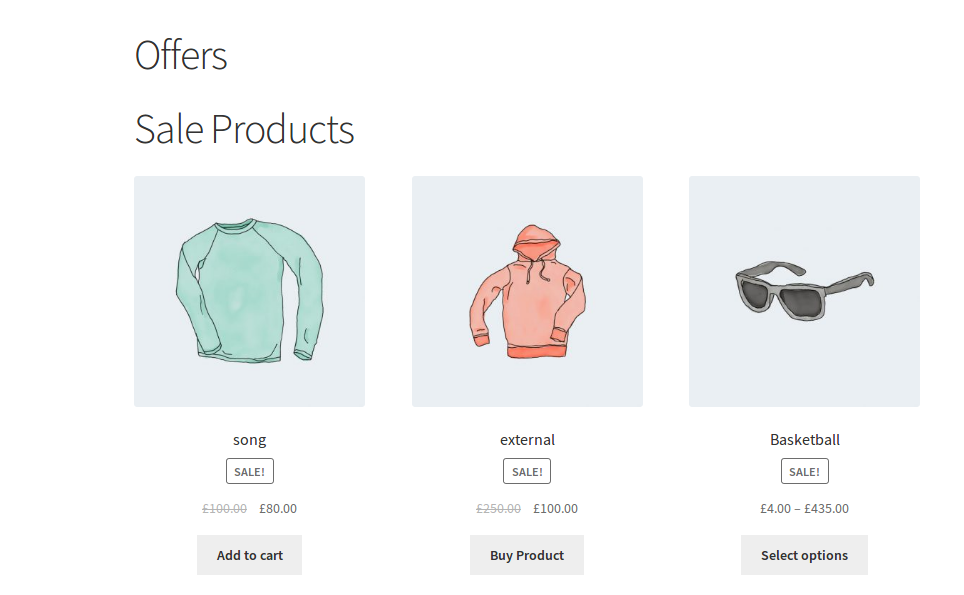 Offers
Sale Products
song
SALE!
£100.00 £80.00
Add to cart
external
SALE!
£250.00 £100.00
Buy Product
Basketball
SALE!
£4.00 – £435.00
Select options